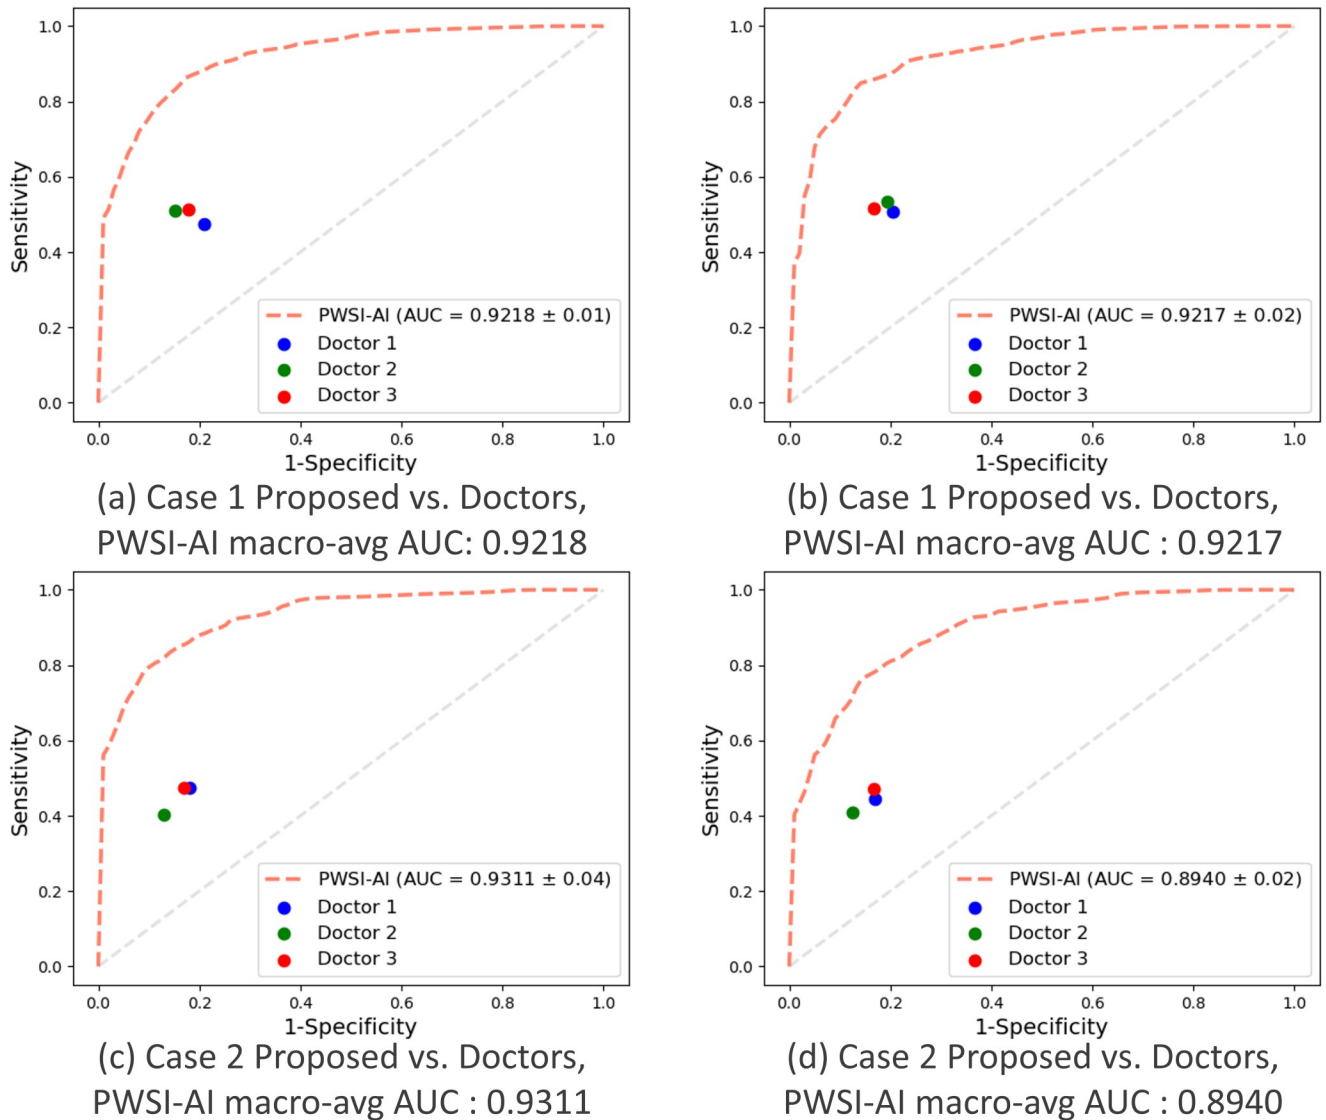 1.0
0.8
0.6
0.4
0.2
0.0
Sensitivity
PWSI-AI (AUC = 0.9218 ± 0.01)
Doctor 1
Doctor 2
Doctor 3
0.0 0.2 0.4 0.6 0.8 1.0
1-Specificity
(a) Case 1 Proposed vs. Doctors,
PWSI-AI macro-avg AUC: 0.9218
1.0
0.8
0.6
0.4
0.2
0.0
Sensitivity
PWSI-AI (AUC = 0.9217 ± 0.02)
Doctor 1
Doctor 2
Doctor 3
0.0 0.2 0.4 0.6 0.8 1.0
1-Specificity
(b) Case 1 Proposed vs. Doctors,
PWSI-AI macro-avg AUC : 0.9217
1.0
0.8
0.6
0.4
0.2
0.0
Sensitivity
PWSI-AI (AUC = 0.9311 ± 0.04)
Doctor 1
Doctor 2
Doctor 3
0.0 0.2 0.4 0.6 0.8 1.0
1-Specificity
(c) Case 2 Proposed vs. Doctors,
PWSI-AI macro-avg AUC : 0.9311
1.0
0.8
0.6
0.4
0.2
0.0
Sensitivity
PWSI-AI (AUC = 0.8940 ± 0.02)
Doctor 1
Doctor 2
Doctor 3
0.0 0.2 0.4 0.6 0.8 1.0
1-Specificity
(d) Case 2 Proposed vs. Doctors,
PWSI-AI macro-avg AUC : 0.8940